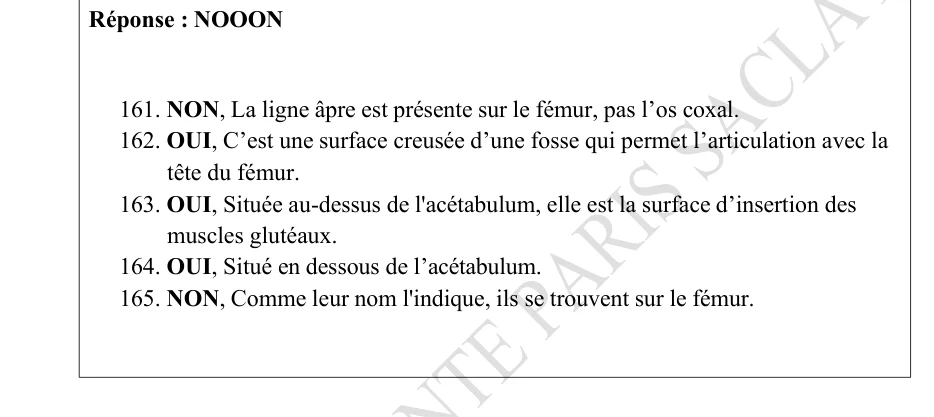 Réponse : NOOON
161. NON, La ligne âpre est présente sur le fémur, pas l’os coxal.
162. OUI, C’est une surface creusée d’une fosse qui permet l’articulation avec la
tête du fémur.
163. OUI, Située au-dessus de l'acétabulum, elle est la surface d’insertion des
muscles glutéaux.
164. OUI, Situé en dessous de l’acétabulum.
165. NON, Comme leur nom l'indique, ils se trouvent sur le fémur.
PARIS SACLA